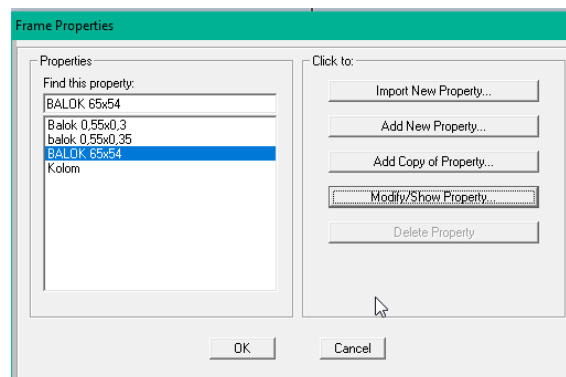 Frame Properties
Properties
Find this property:
BALOK 65x54
Balok 0,55x0,3
balok 0,55x0,35
BALOK 65x54
Kolom
Click to:
Import New Property...
Add New Property...
Add Copy of Property...
Modify/Show Property...
Delete Property
OK
Cancel